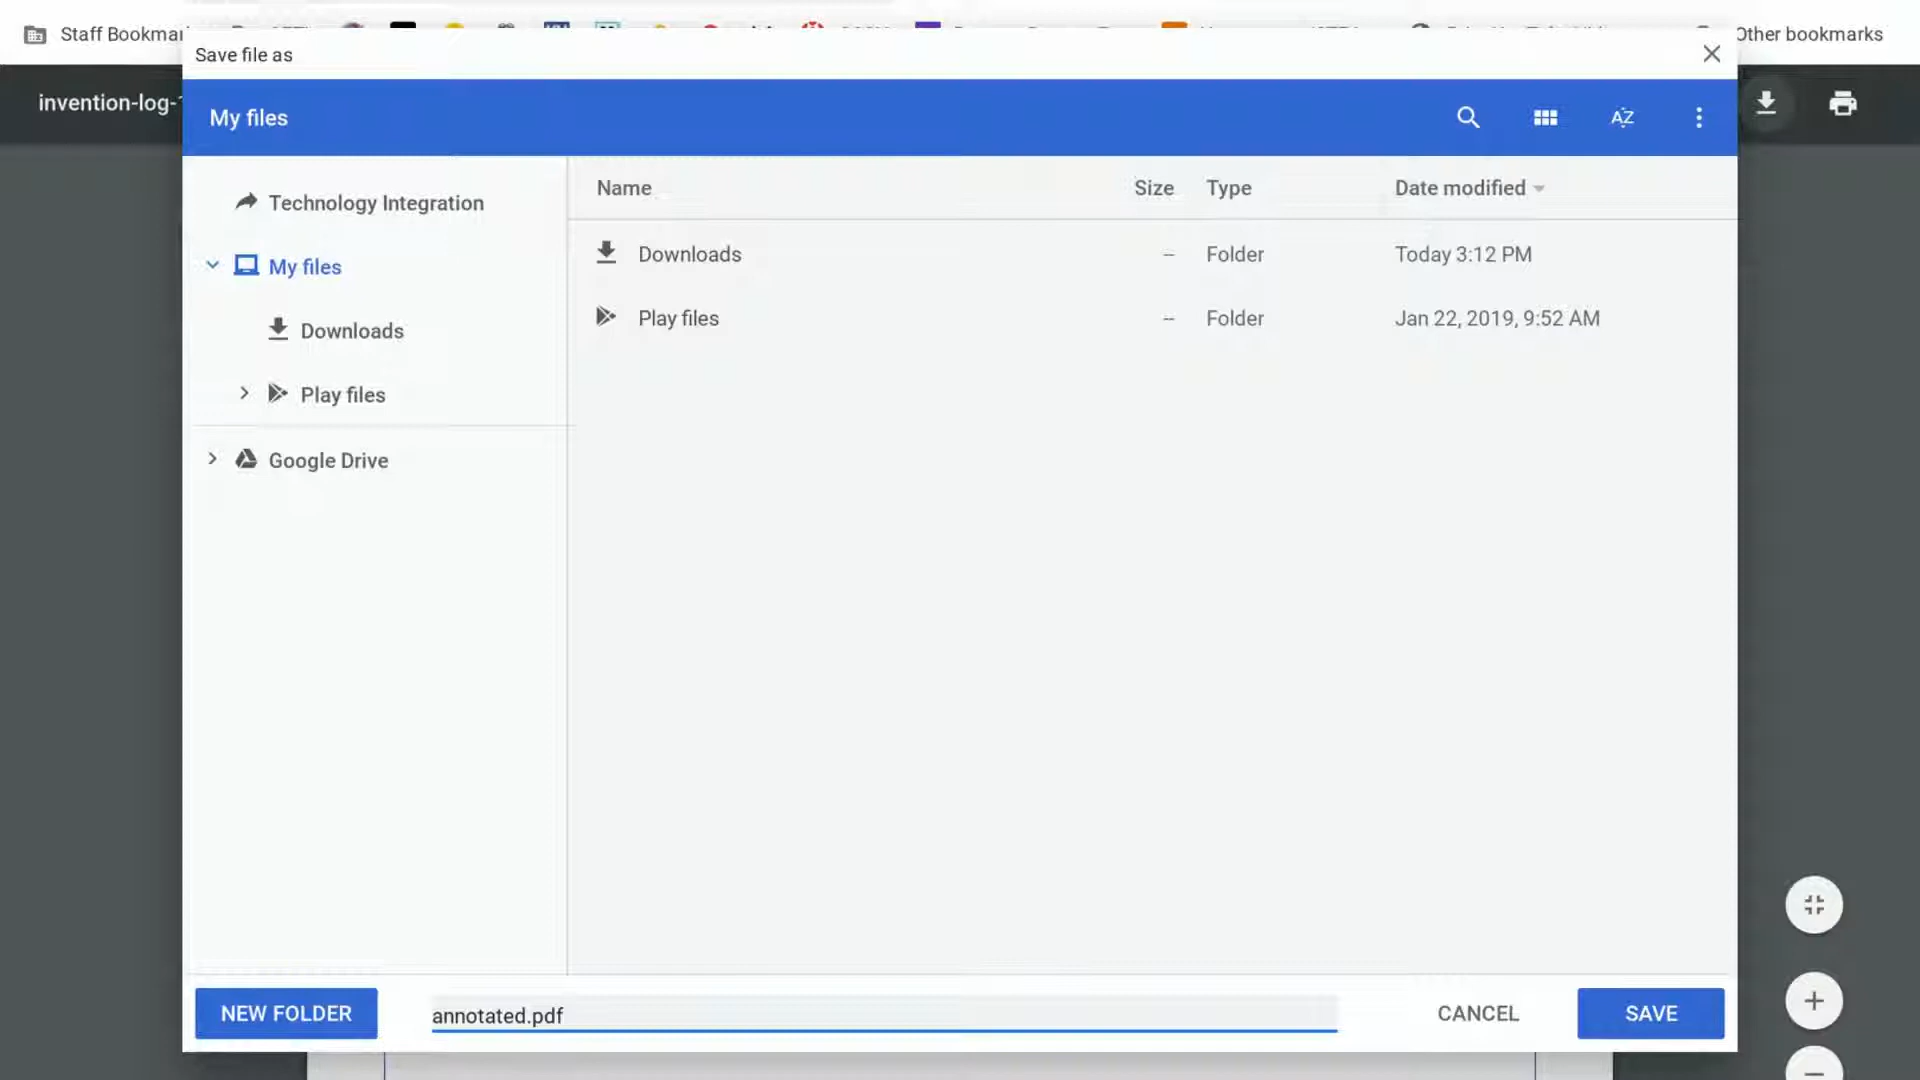 Staff Bookmar
Other bookmarks
Save file as
invention-log-
My files
AZ
Technology Integration
My files
Downloads
Play files
Google Drive
Name Size Type Date modified
Downloads -- Folder Today 3:12 PM
Play files -- Folder Jan 22, 2019, 9:52 AM
NEW FOLDER
annotated.pdf
CANCEL
SAVE